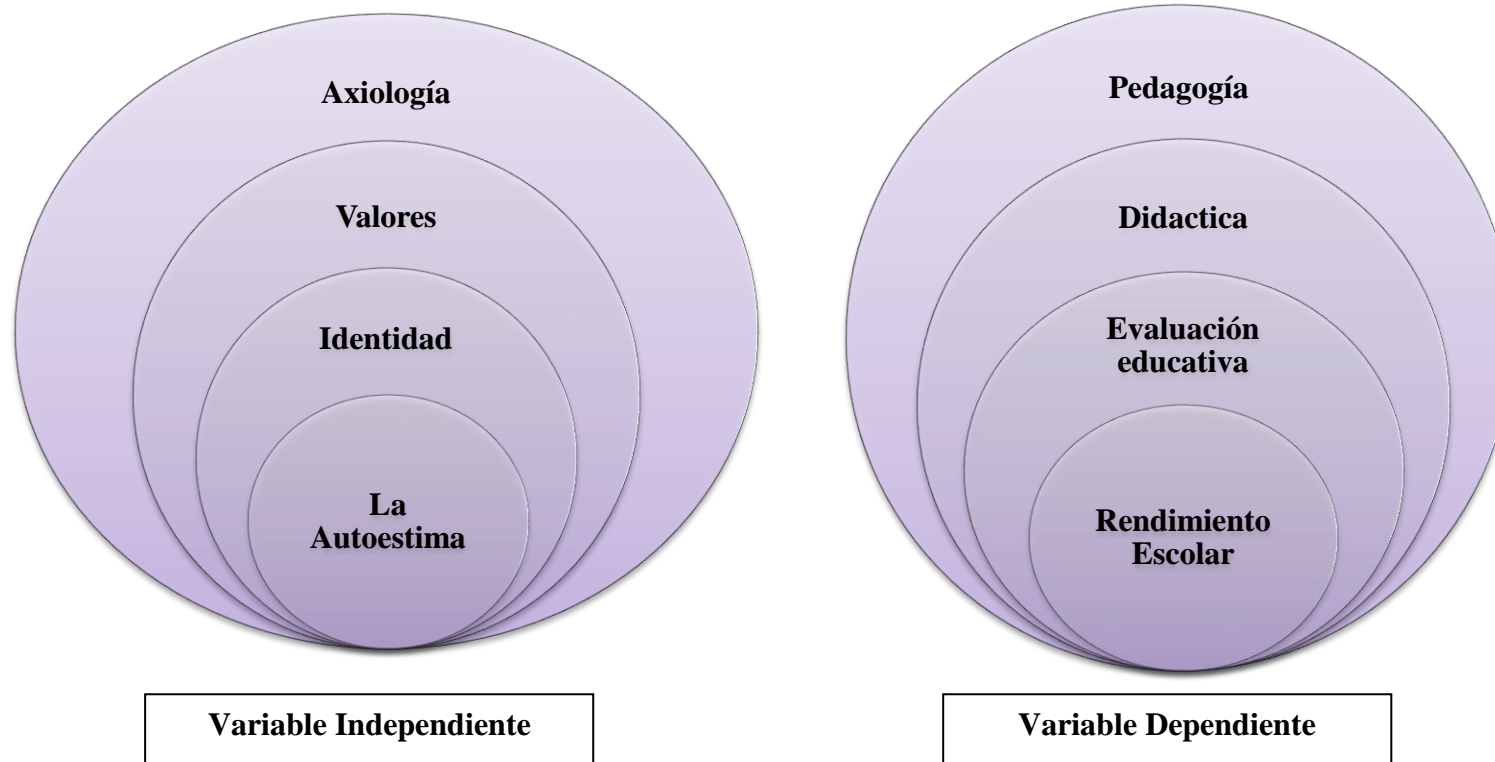 Axiología
Valores
Identidad
La
Autoestima
Variable Independiente
Pedagogía
Didactica
Evaluación
educativa
Rendimiento
Escolar
Variable Dependiente